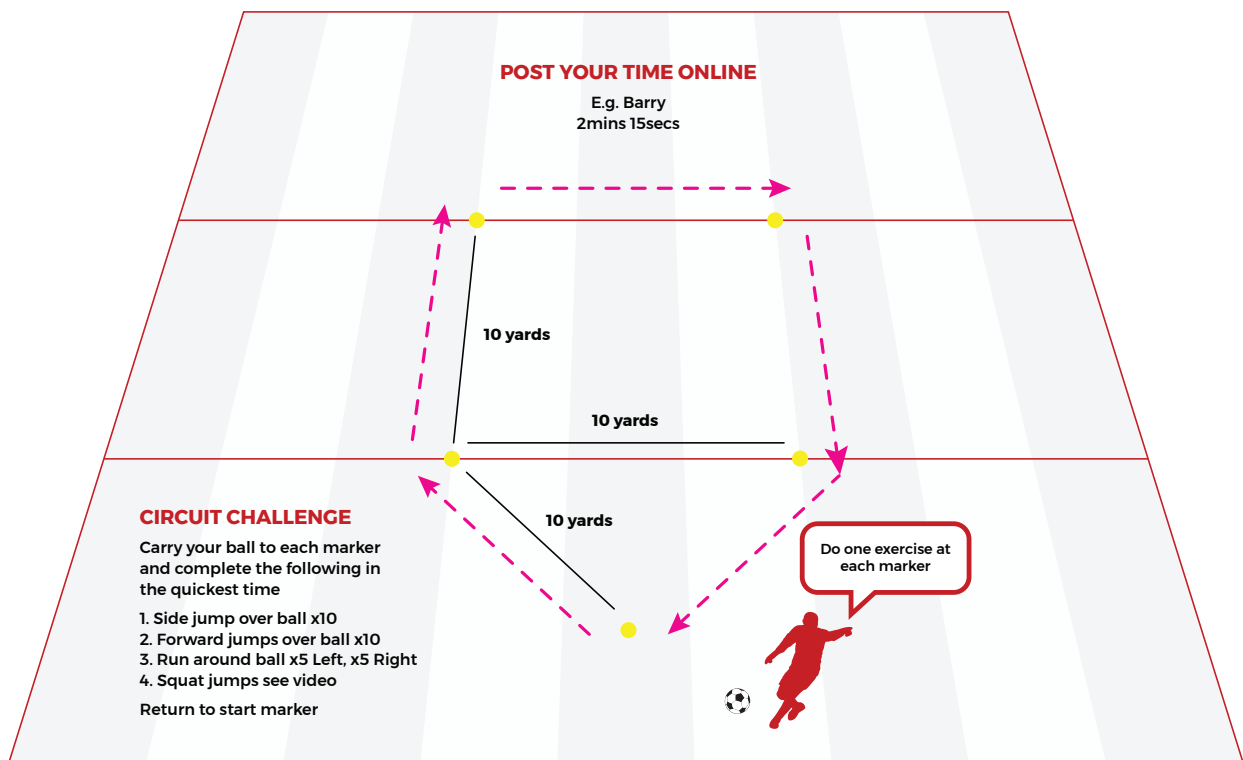 POST YOUR TIME ONLINE
E.g. Barry
2mins 15secs
10 yards
10 yards
10 yards
CIRCUIT CHALLENGE
Carry your ball to each marker
and complete the following in
the quickest time
1. Side jump over ball x10
2. Forward jumps over ball x10
3. Run around ball x5 Left, x5 Right
4. Squat jumps see video
Return to start marker
Do one exercise at
each marker